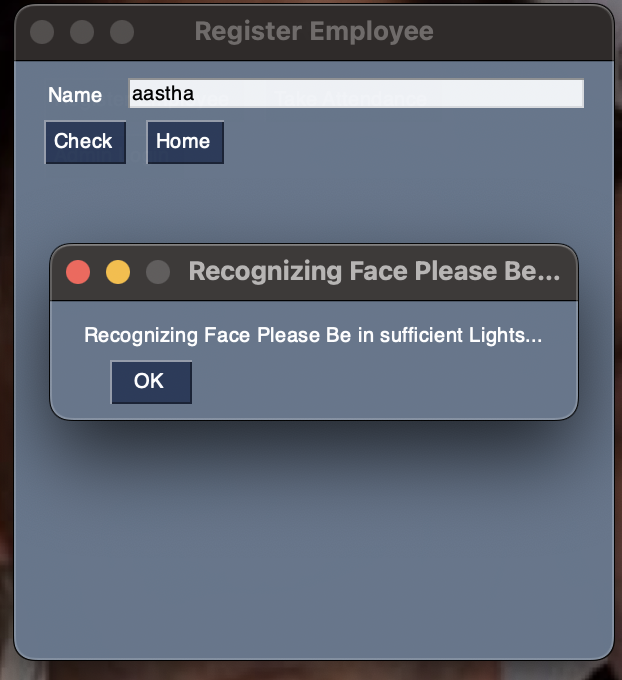 Register Employee
Name aastha
Check Home
Recognizing Face Please Be...
Recognizing Face Please Be in sufficient Lights...
OK